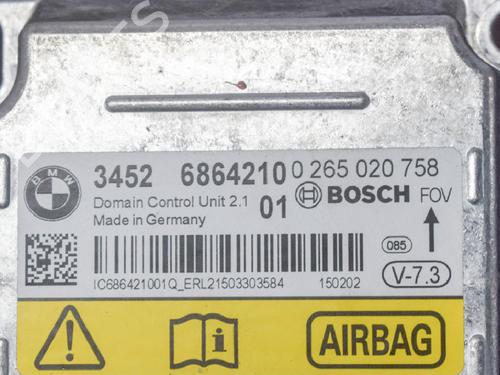 BMW
3452 6864210 0 265 020 758
Domain Control Unit 2.1 01 BOSCH FOV
Made in Germany
085
V-7.3
IC686421001Q_ERL21503303584 150202
AIRBAG